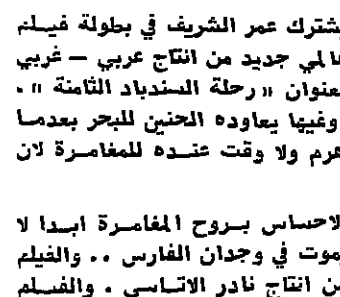 يشترك عمر الشريف في بطولة فيلم
عالمي جديد من انتاج عربي — غربي
بعنوان « رحلة السندباد الثامنة » .
وفيها يعاوده الحنين للبحر بعدما
هرم ولا وقت عنده للمغامرة لان
الاحساس بروح المغامرة ابدا لا
يموت في وجدان الفارس .. والفيلم
من انتاج نادر الاتاسي . والفيلم